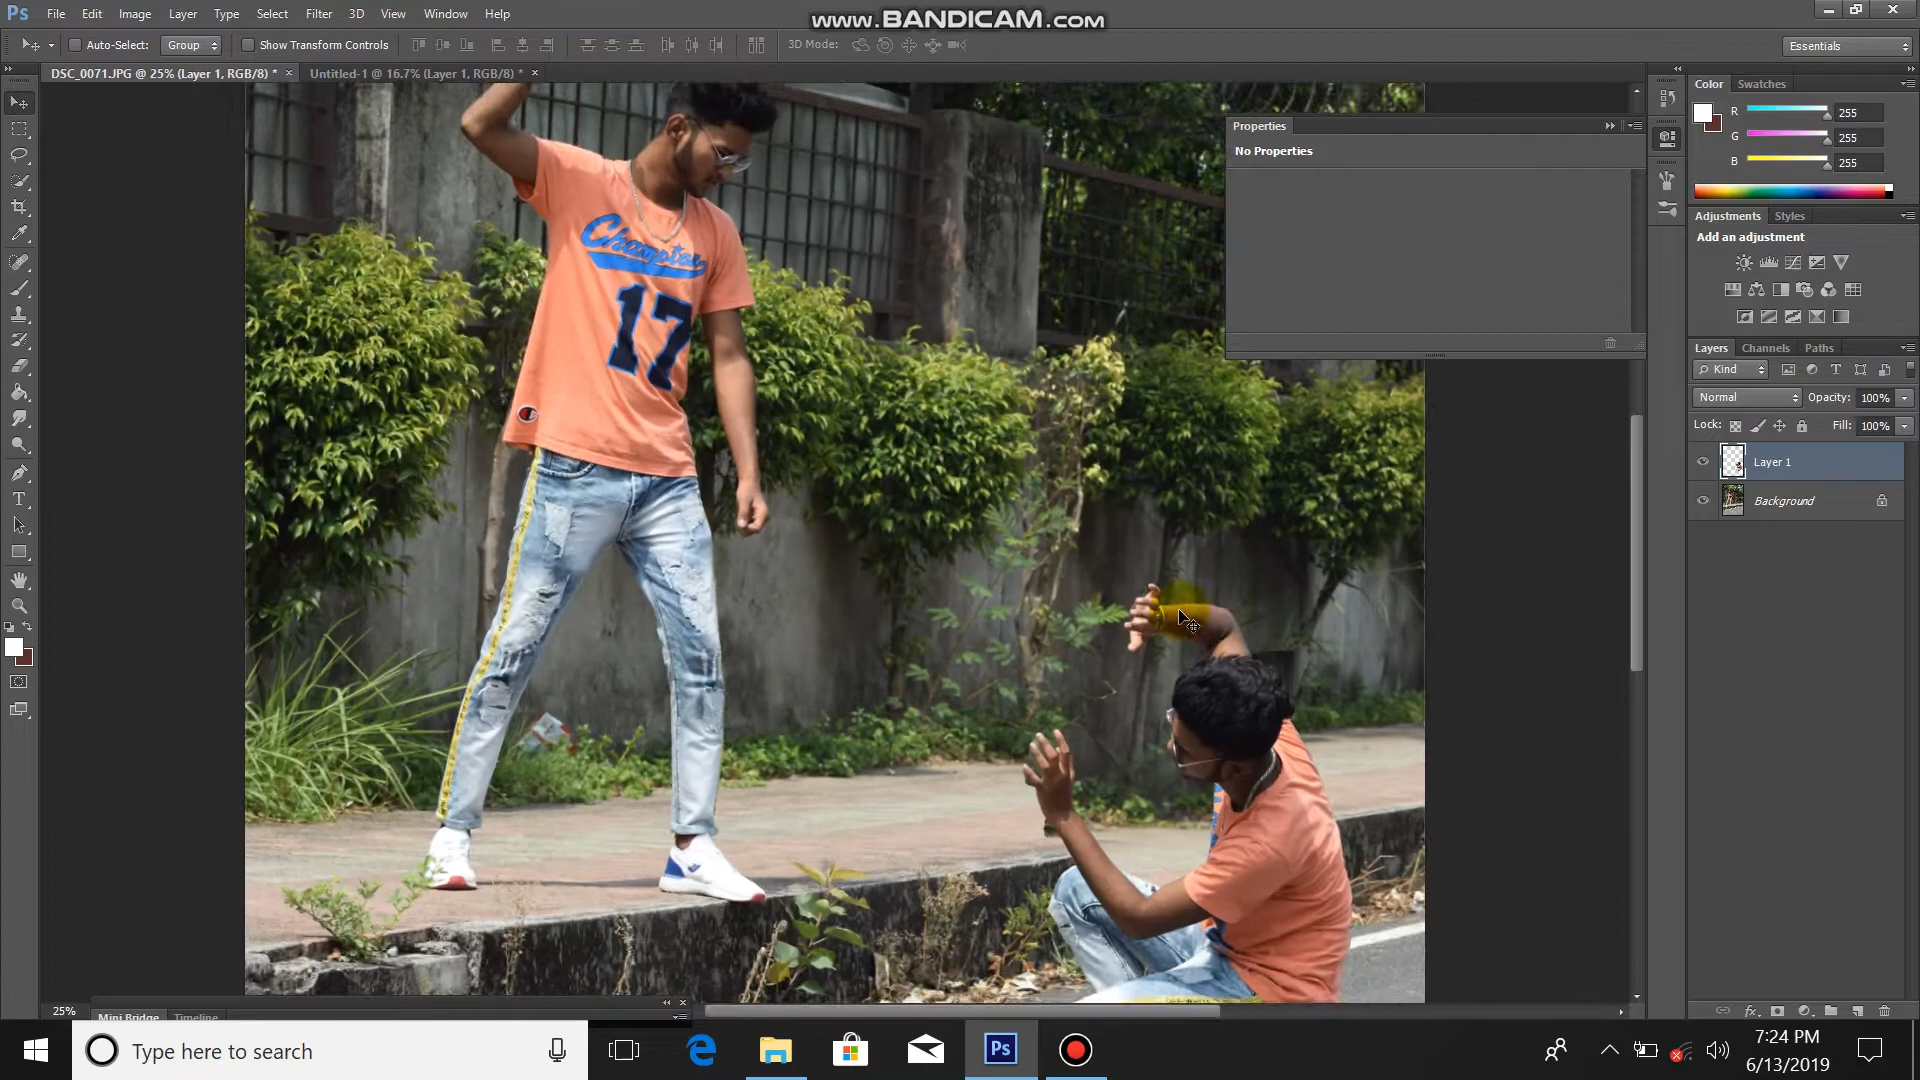 www.BANDICAM.com
Ps File Edit Image Layer Type Select Filter 3D View Window Help
Auto-Select: Group Show Transform Controls 3D Mode: Essentials
DSC_0071.JPG @ 25% (Layer 1, RGB/8) * × Untitled-1 @ 16.7% (Layer 1, RGB/8) * ×
Color Swatches
R 255
G 255
B 255
Properties
No Properties
Adjustments Styles
Add an adjustment
Layers Channels Paths
Kind
Normal Opacity: 100%
Lock: Fill: 100%
Layer 1
Background
Champion
17
25%
Mini Bridge Timeline
Type here to search
Ps
7:24 PM
6/13/2019